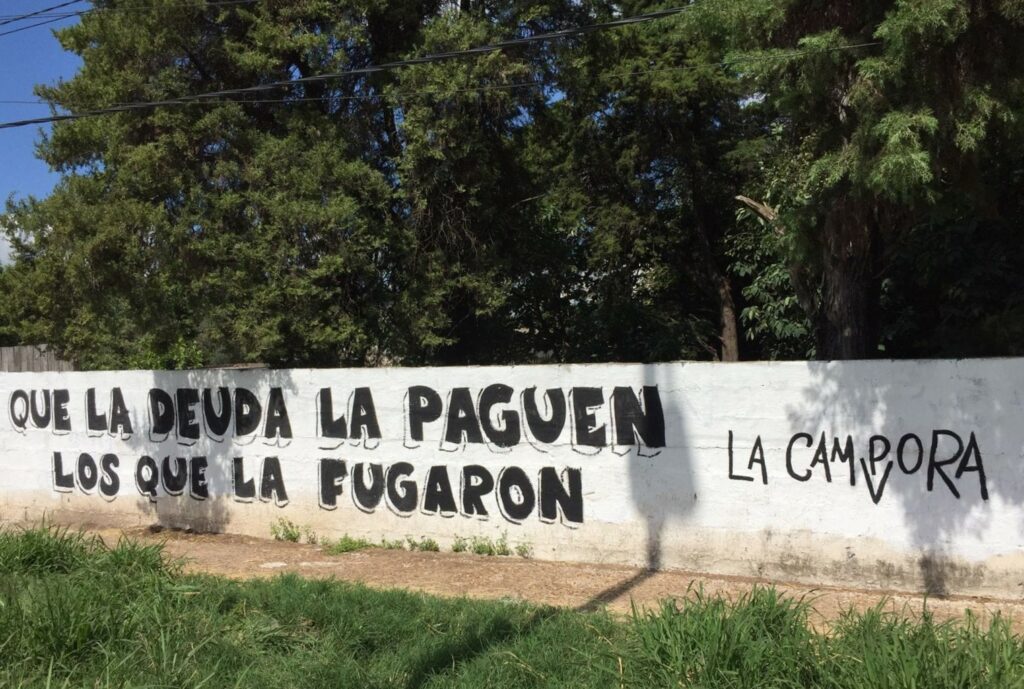 QUE LA DEUDA LA PAGUEN
LOS QUE LA FUGARON
LA CAMPORA